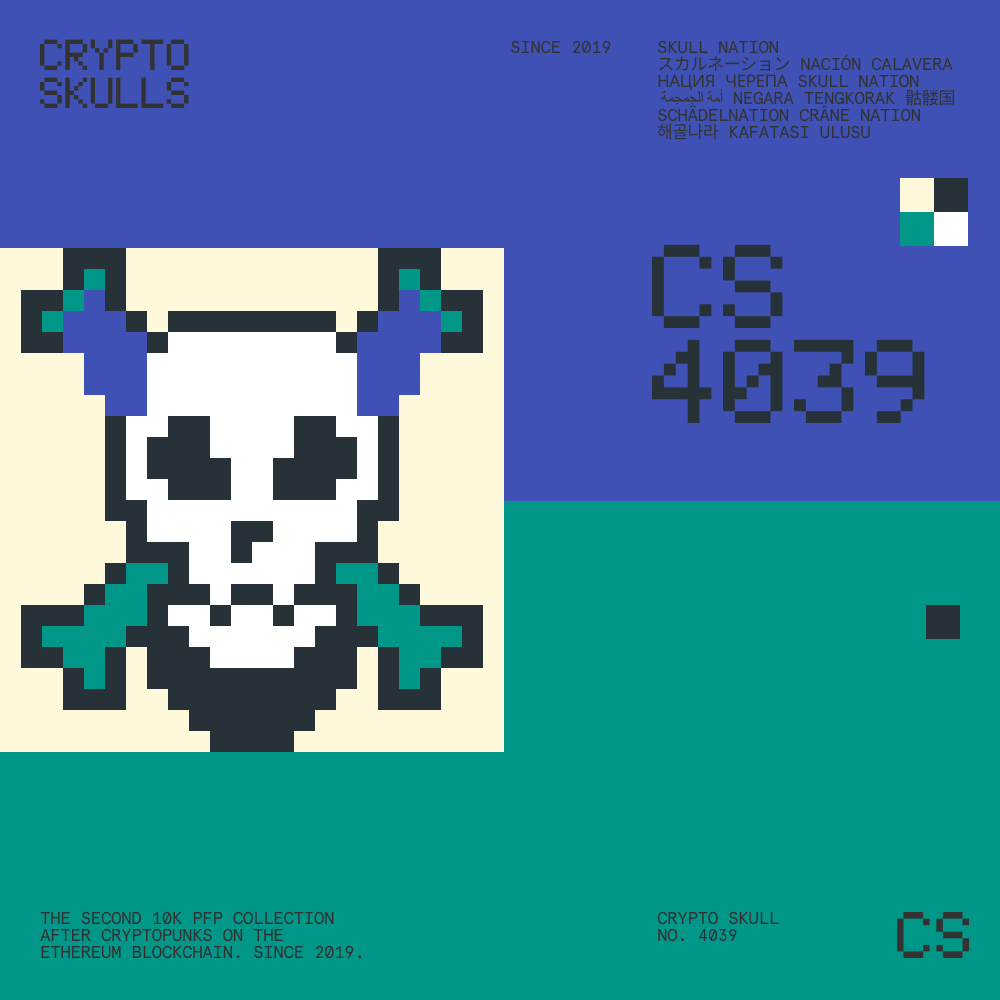 CRYPTO
SKULLS
SINCE 2019
SKULL NATION
スカルネーション NACIÓN CALAVERA
НАЦИЯ ЧЕРЕПА SKULL NATION
أمة الجمجمة NEGARA TENGKORAK 骷髅国
SCHÄDELNATION CRÂNE NATION
해골나라 KAFATASI ULUSU
CS
4039
THE SECOND 10K PFP COLLECTION
AFTER CRYPTOPUNKS ON THE
ETHEREUM BLOCKCHAIN. SINCE 2019.
CRYPTO SKULL
NO. 4039
CS